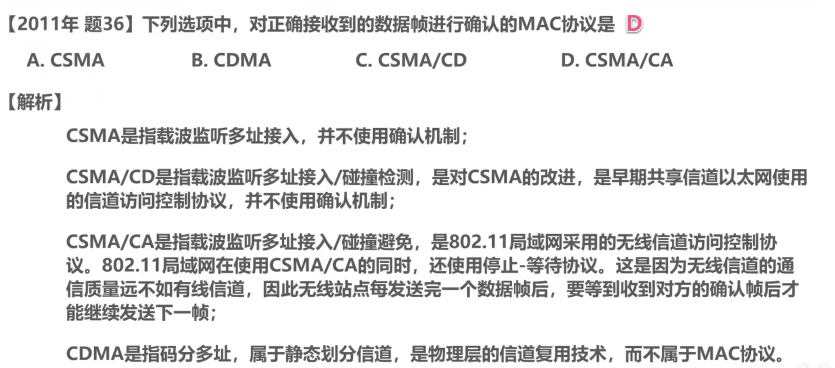 【2011年 题36】下列选项中，对正确接收到的数据帧进行确认的MAC协议是 D
A. CSMA B. CDMA C. CSMA/CD D. CSMA/CA
【解析】
CSMA是指载波监听多址接入，并不使用确认机制；
CSMA/CD是指载波监听多址接入/碰撞检测，是对CSMA的改进，是早期共享信道以太网使用
的信道访问控制协议，并不使用确认机制；
CSMA/CA是指载波监听多址接入/碰撞避免，是802.11局域网采用的无线信道访问控制协
议。802.11局域网在使用CSMA/CA的同时，还使用停止-等待协议。这是因为无线信道的通
信质量远不如有线信道，因此无线站点每发送完一个数据帧后，要等到收到对方的确认帧后才
能继续发送下一帧；
CDMA是指码分多址，属于静态划分信道，是物理层的信道复用技术，而不属于MAC协议。